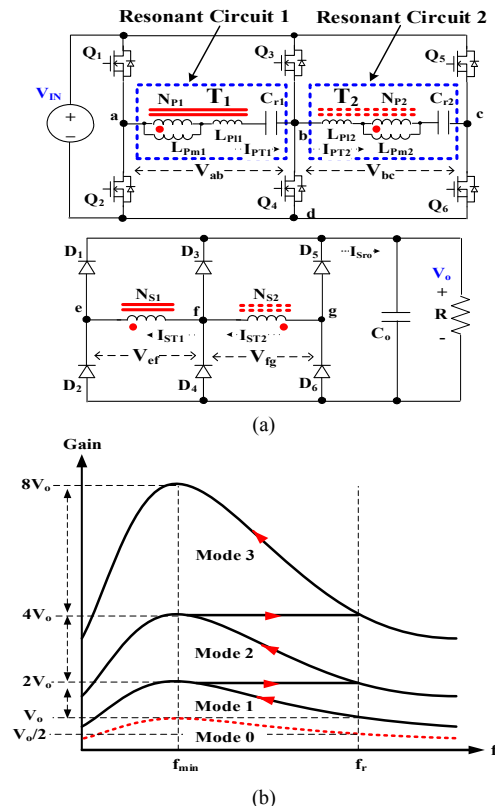 Resonant Circuit 1 Resonant Circuit 2
Q1 Q3 Q5
VIN
NP1 T1 Cr1 T2 NP2 Cr2
a b c
LPl1 LPl2
LPm1 IPT1 IPT2 LPm2
Q2 Vab Q4 Vbc Q6
d
D1 D3 D5 ISro
NS1 NS2 Vo
e f g + R -
IST1 IST2 Co
Vef Vfg
D2 D4 D6
(a)
Gain
8Vo
Mode 3
4Vo
Mode 2
2Vo
Mode 1
Vo
Vo/2 Mode 0
fmin fr f
(b)